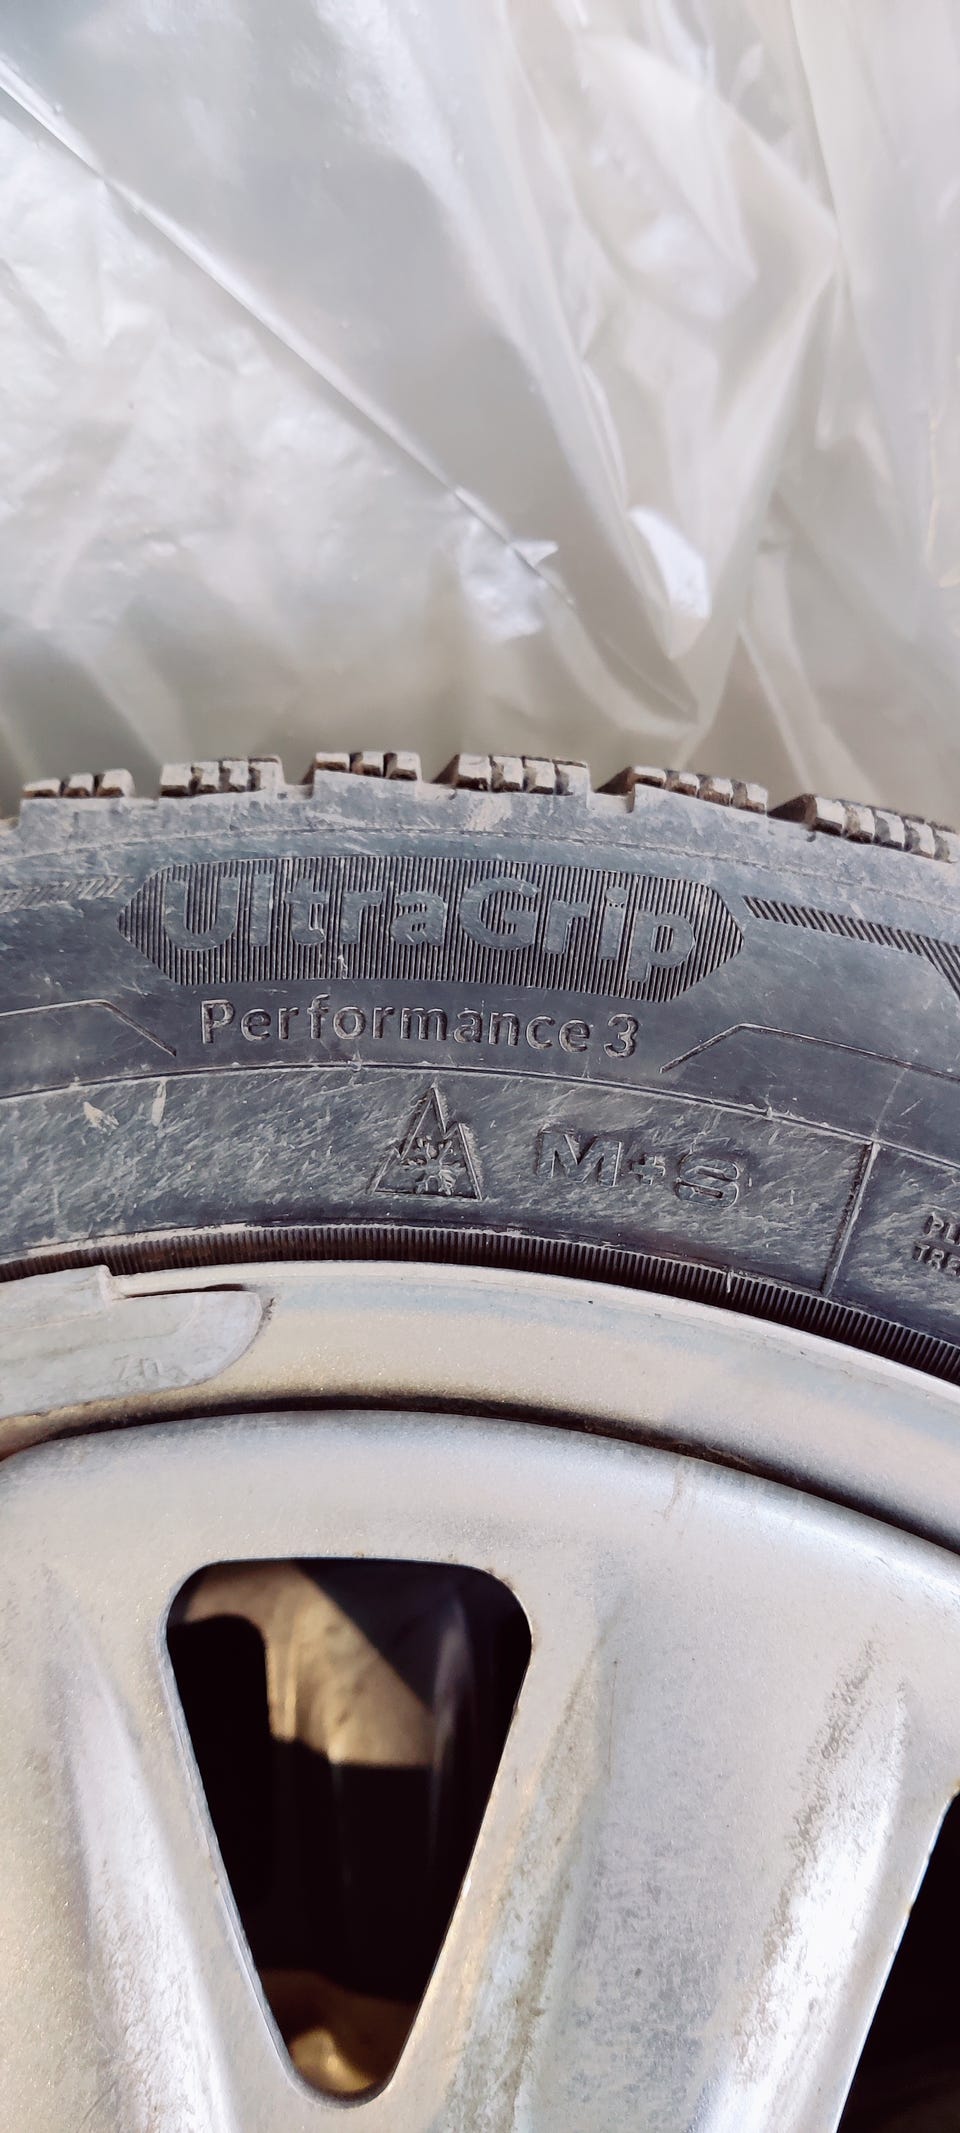 UltraGrip
Performance 3
M+S